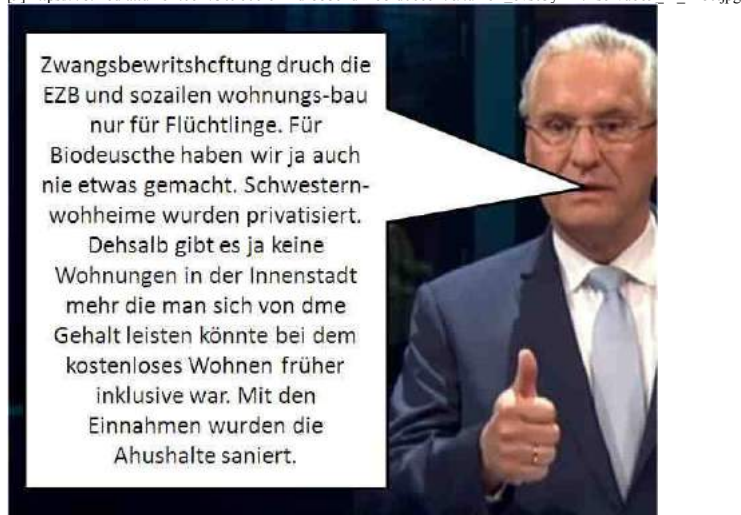 Zwangsbewritshcftung druch die
EZB und sozailen wohnungs-bau
nur für Flüchtlinge. Für
Biodeuscthe haben wir ja auch
nie etwas gemacht. Schwestern-
wohheime wurden privatisiert.
Dehsalb gibt es ja keine
Wohnungen in der Innenstadt
mehr die man sich von dme
Gehalt leisten könnte bei dem
kostenloses Wohnen früher
inklusive war. Mit den
Einnahmen wurden die
Ahushalte saniert.